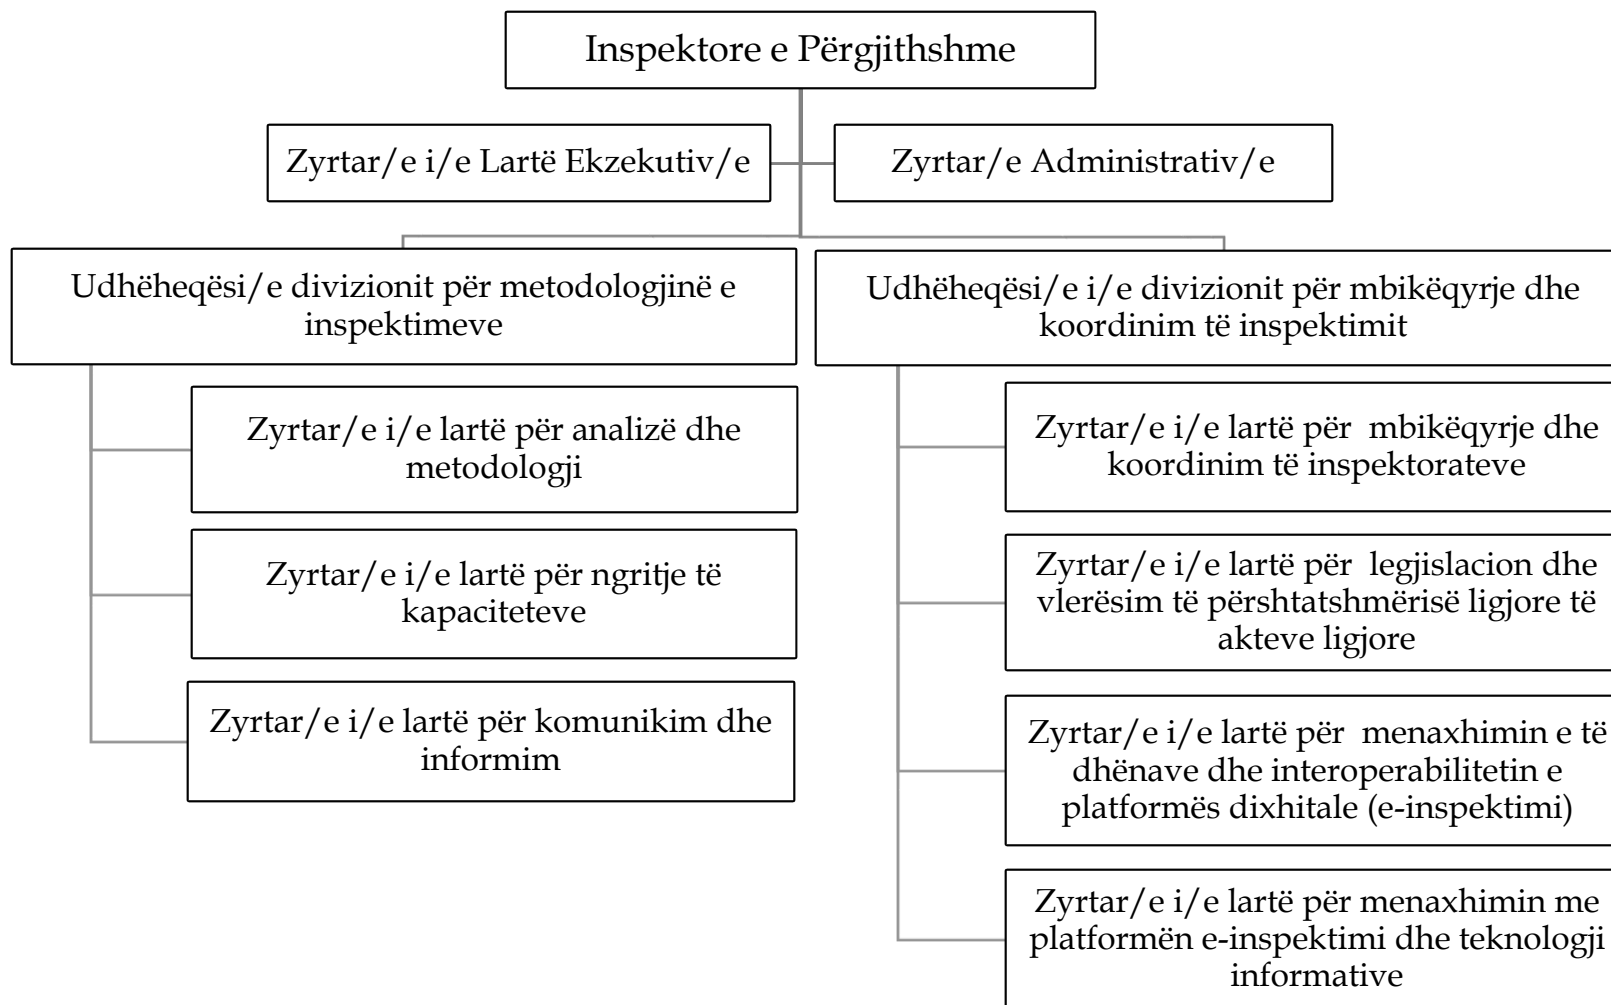 Inspektore e Përgjithshme
Zyrtar/e i/e Lartë Ekzekutiv/e
Zyrtar/e Administrativ/e
Udhëheqësi/e divizionit për metodologjinë e
inspektimeve
Zyrtar/e i/e lartë për analizë dhe
metodologji
Zyrtar/e i/e lartë për ngritje të
kapaciteteve
Zyrtar/e i/e lartë për komunikim dhe
informim
Udhëheqësi/e i/e divizionit për mbikëqyrje dhe
koordinim të inspektimit
Zyrtar/e i/e lartë për  mbikëqyrje dhe
koordinim të inspektorateve
Zyrtar/e i/e lartë për  legjislacion dhe
vlerësim të përshtatshmërisë ligjore të
akteve ligjore
Zyrtar/e i/e lartë për  menaxhimin e të
dhënave dhe interoperabilitetin e
platformës dixhitale (e-inspektimi)
Zyrtar/e i/e lartë për menaxhimin me
platformën e-inspektimi dhe teknologji
informative